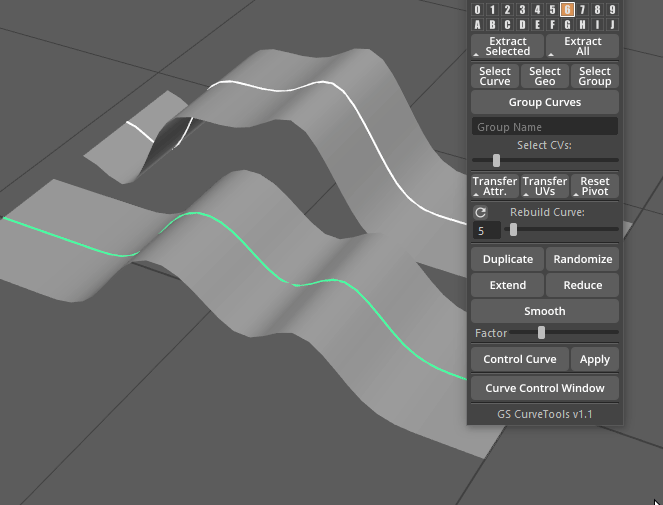 0 1 2 3 4 5 6 7 8 9
A B C D E F G H I J
Extract Selected
Extract All
Select Curve
Select Geo
Select Group
Group Curves
Group Name
Select CVs:
Transfer Attr.
Transfer UVs
Reset Pivot
Rebuild Curve:
5
Duplicate
Randomize
Extend
Reduce
Smooth
Factor
Control Curve
Apply
Curve Control Window
GS CurveTools v1.1